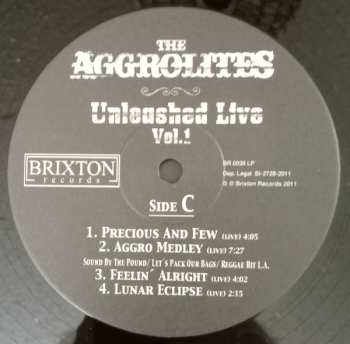 THE
AGGROLITES
Unleashed Live
Vol.1
BRIXTON
records
BR 0039 LP
Dep. Legal BI-2728-2011
℗ © Brixton Records 2011
SIDE C
1. PRECIOUS AND FEW (LIVE) 4:05
2. AGGRO MEDLEY (LIVE) 7:27
SOUND BY THE POUND/ LET´S PACK OUR BAGS/ REGGAE HIT L.A.
3. FEELIN´ ALRIGHT (LIVE) 4:02
4. LUNAR ECLIPSE (LIVE) 2:15